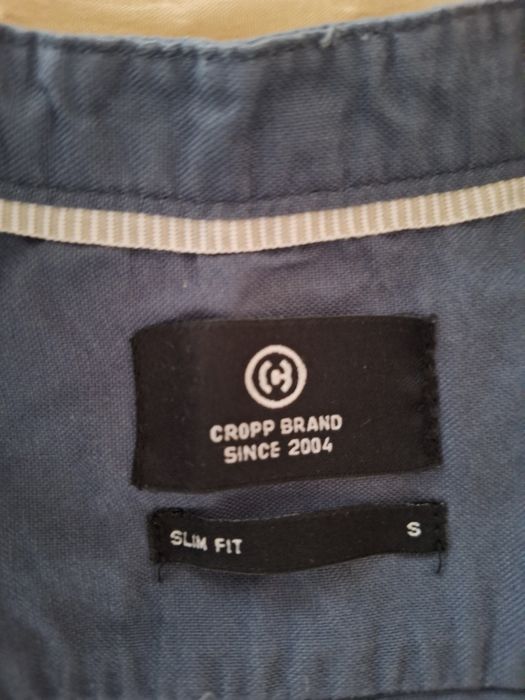 CROPP BRAND
SINCE 2004
SLIM FIT S